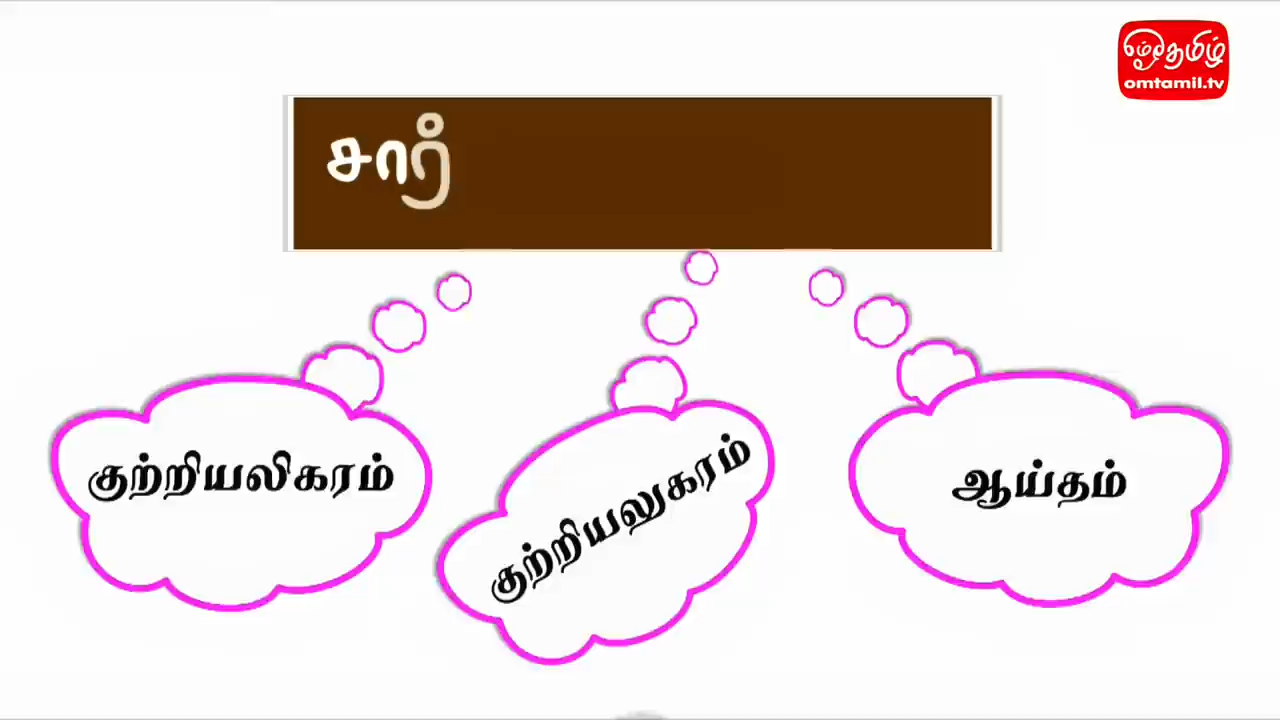 ஓம்தமிழ்
omtamil.tv
சார்
குற்றியலிகரம்
குற்றியலுகரம்
ஆய்தம்